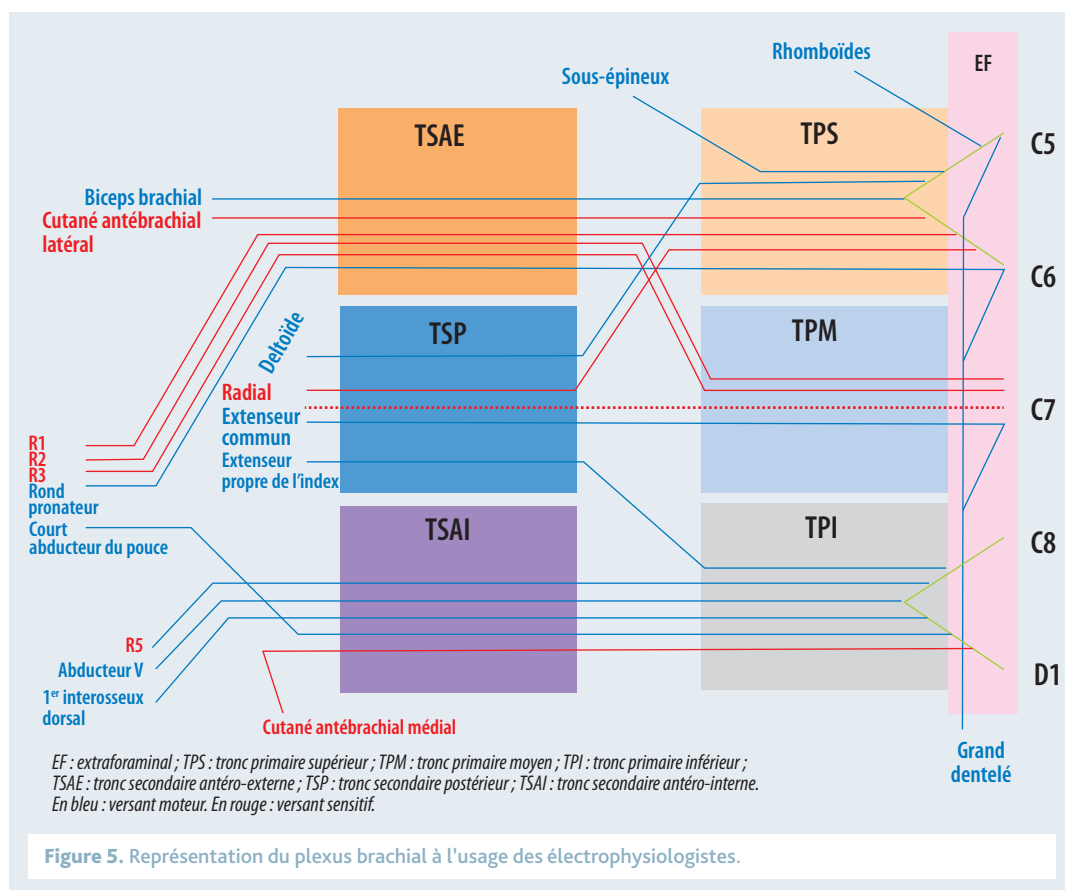 Rhomboïdes
EF
Sous-épineux
TSAE
TPS
C5
Biceps brachial
Cutané antébrachial
latéral
C6
Deltoïde
TSP
TPM
Radial
C7
Extenseur
commun
Extenseur
propre de l'index
R1
R2
R3
Rond
pronateur
Court
abducteur du pouce
TSAI
TPI
C8
R5
Abducteur V
D1
1er interosseux
dorsal
Cutané antébrachial médial
Grand
dentelé
EF : extraforaminal ; TPS : tronc primaire supérieur ; TPM : tronc primaire moyen ; TPI : tronc primaire inférieur ;
TSAE : tronc secondaire antéro-externe ; TSP : tronc secondaire postérieur ; TSAI : tronc secondaire antéro-interne.
En bleu : versant moteur. En rouge : versant sensitif.
Figure 5. Représentation du plexus brachial à l'usage des électrophysiologistes.